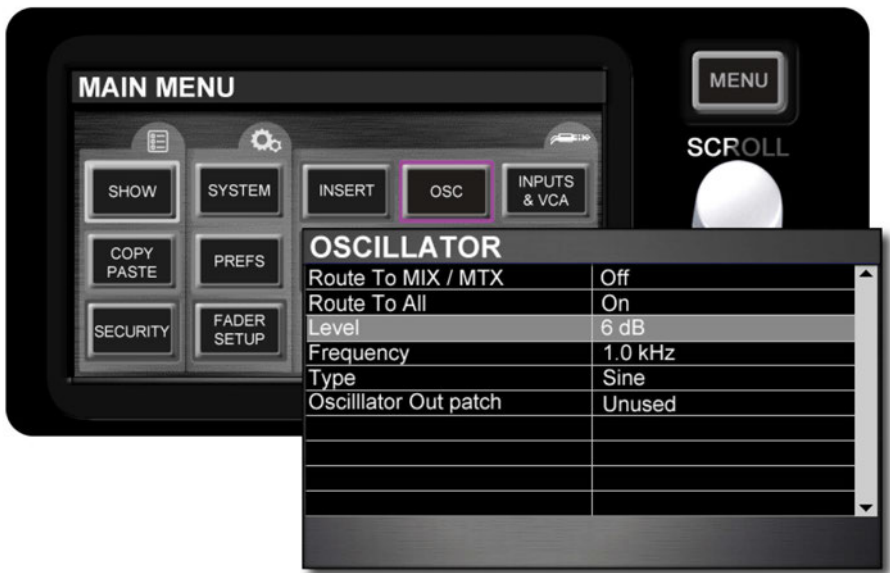 MAIN MENU
MENU
SCROLL
SHOW
SYSTEM
INSERT
OSC
INPUTS
& VCA
COPY
PASTE
PREFS
SECURITY
FADER
SETUP
OSCILLATOR
Route To MIX / MTX Off
Route To All On
Level 6 dB
Frequency 1.0 kHz
Type Sine
Oscilllator Out patch Unused